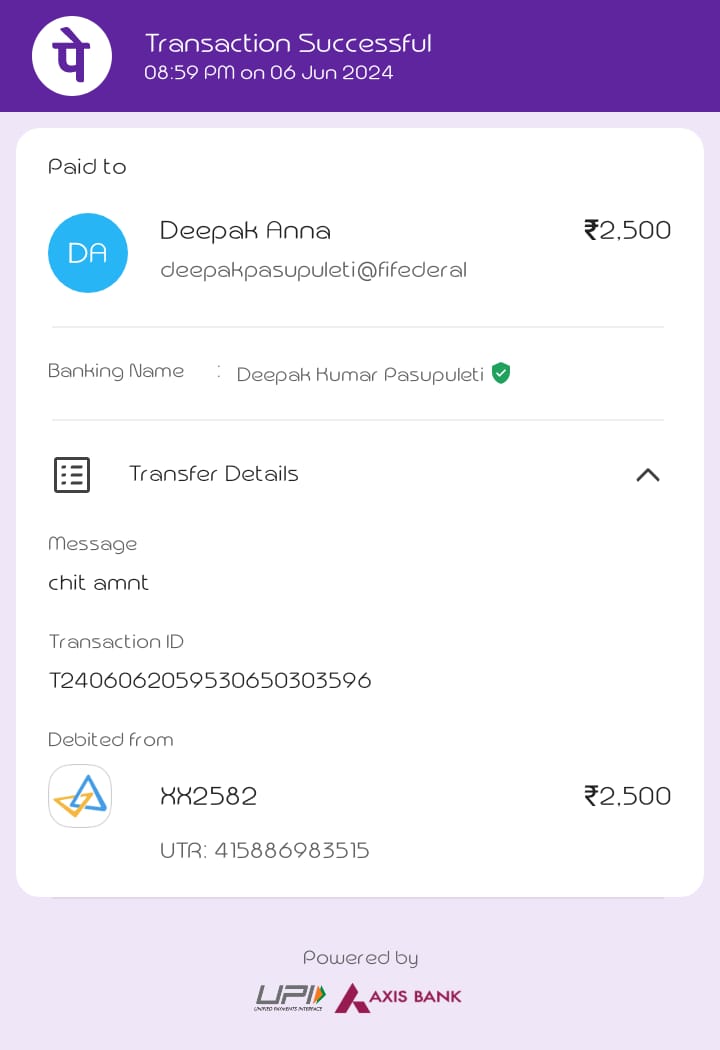 पे
Transaction Successful
08:59 PM on 06 Jun 2024
Paid to
DA
Deepak Anna
₹2,500
deepakpasupuleti@fifederal
Banking Name : Deepak Kumar Pasupuleti
Transfer Details
Message
chit amnt
Transaction ID
T2406062059530650303596
Debited from
XX2582
₹2,500
UTR: 415886983515
Powered by
UPI
UNIFIED PAYMENTS INTERFACE
AXIS BANK